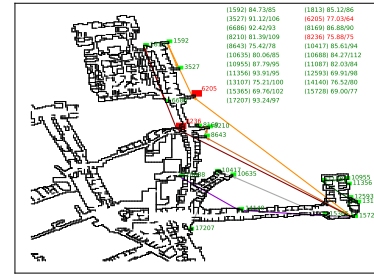 (1592) 84.73/85 (1813) 85.12/86
(3527) 91.12/106 (6205) 77.03/64
(6686) 92.42/93 (8169) 86.88/90
(8210) 81.39/109 (8236) 75.88/75
(8643) 75.42/78 (10417) 85.61/94
(10635) 80.06/85 (10688) 84.27/112
(10955) 87.79/95 (11087) 82.03/84
(11356) 93.91/95 (12593) 69.91/98
(13107) 75.21/100 (14140) 76.52/80
(15365) 69.76/102 (15728) 69.00/77
(17207) 93.24/97
1592
3527
6205
8210
8643
10417
10635
10955
11356
12593
1572
17207